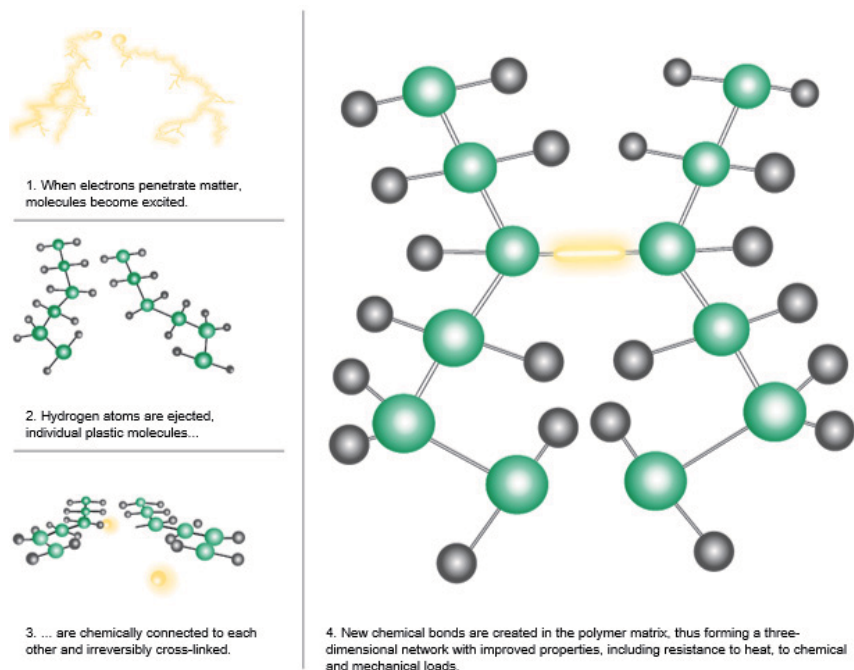 1. When electrons penetrate matter,
molecules become excited.
2. Hydrogen atoms are ejected,
individual plastic molecules...
3. ... are chemically connected to each
other and irreversibly cross-linked.
4. New chemical bonds are created in the polymer matrix, thus forming a three-
dimensional network with improved properties, including resistance to heat, to chemical
and mechanical loads.